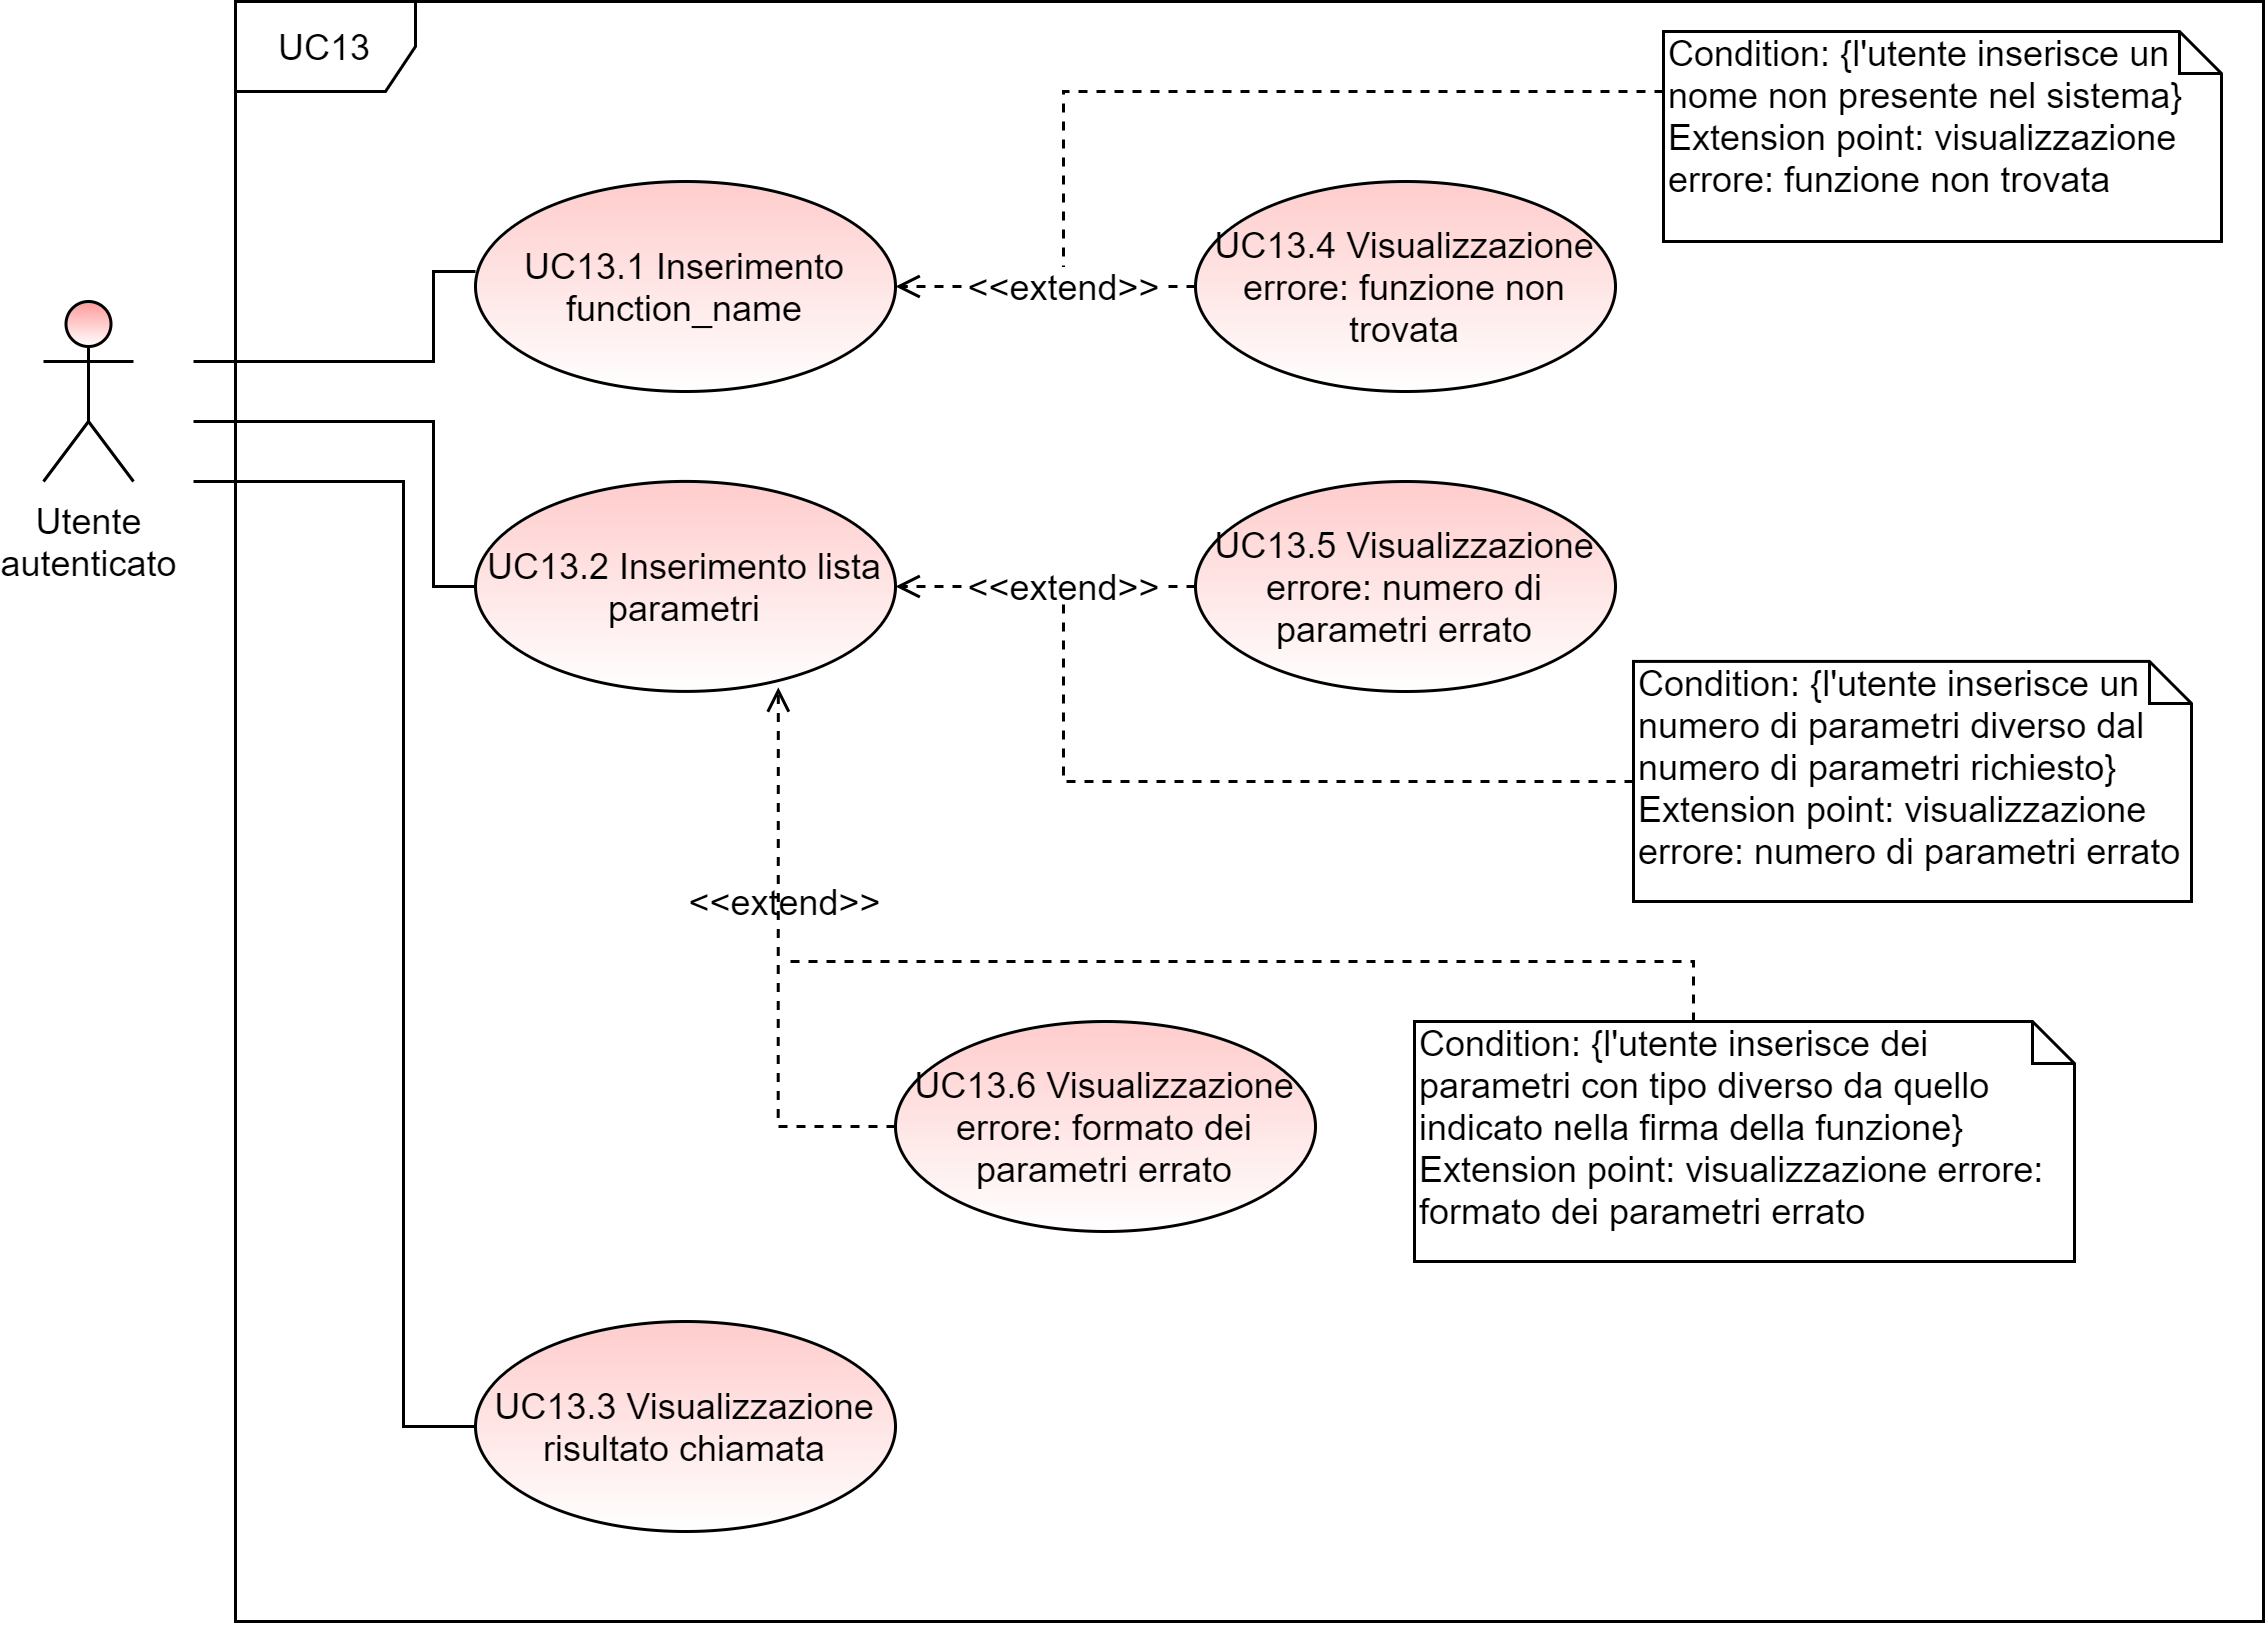 UC13
Condition: {l'utente inserisce un
nome non presente nel sistema}
Extension point: visualizzazione
errore: funzione non trovata
UC13.1 Inserimento
function_name
<<extend>>
UC13.4 Visualizzazione
errore: funzione non
trovata
Utente
autenticato
UC13.2 Inserimento lista
parametri
<<extend>>
UC13.5 Visualizzazione
errore: numero di
parametri errato
Condition: {l'utente inserisce un
numero di parametri diverso dal
numero di parametri richiesto}
Extension point: visualizzazione
errore: numero di parametri errato
<<extend>>
UC13.6 Visualizzazione
errore: formato dei
parametri errato
Condition: {l'utente inserisce dei
parametri con tipo diverso da quello
indicato nella firma della funzione}
Extension point: visualizzazione errore:
formato dei parametri errato
UC13.3 Visualizzazione
risultato chiamata